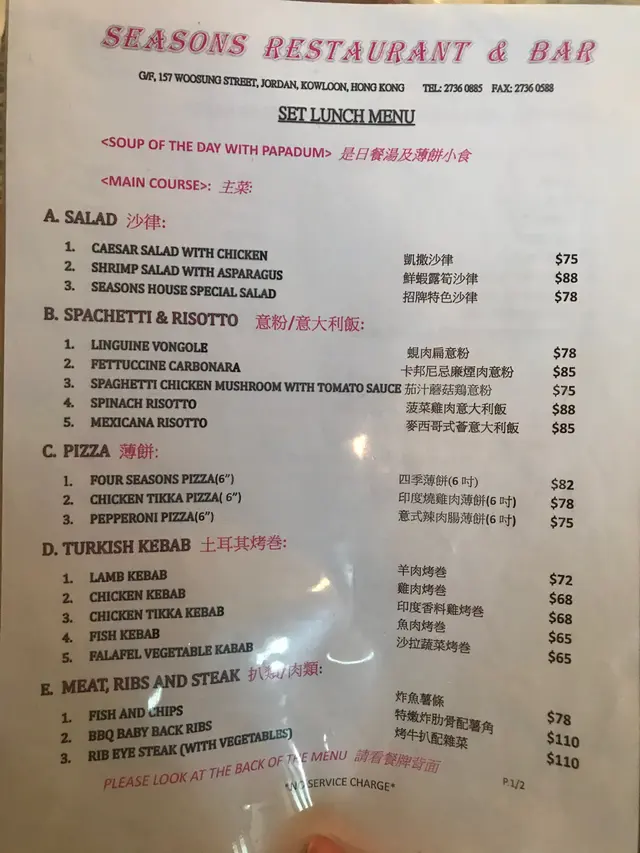 SEASONS RESTAURANT & BAR
G/F, 157 WOOSUNG STREET, JORDAN, KOWLOON, HONG KONG TEL: 2736 0885 FAX: 2736 0588
SET LUNCH MENU
<SOUP OF THE DAY WITH PAPADUM> 是日餐湯及薄餅小食
<MAIN COURSE>: 主菜:
A. SALAD 沙律:
1. CAESAR SALAD WITH CHICKEN 凱撒沙律 $75
2. SHRIMP SALAD WITH ASPARAGUS 鮮蝦露筍沙律 $88
3. SEASONS HOUSE SPECIAL SALAD 招牌特色沙律 $78
B. SPACHETTI & RISOTTO 意粉/意大利飯:
1. LINGUINE VONGOLE 蜆肉扁意粉 $78
2. FETTUCCINE CARBONARA 卡邦尼忌廉煙肉意粉 $85
3. SPAGHETTI CHICKEN MUSHROOM WITH TOMATO SAUCE 茄汁蘑菇鶏意粉 $75
4. SPINACH RISOTTO 菠菜雞肉意大利飯 $88
5. MEXICANA RISOTTO 麥西哥式薈意大利飯 $85
C. PIZZA 薄餅:
1. FOUR SEASONS PIZZA(6”) 四季薄餅(6 吋) $82
2. CHICKEN TIKKA PIZZA( 6”) 印度燒雞肉薄餅(6 吋) $78
3. PEPPERONI PIZZA(6”) 意式辣肉腸薄餅(6 吋) $75
D. TURKISH KEBAB 土耳其烤巻:
1. LAMB KEBAB 羊肉烤巻 $72
2. CHICKEN KEBAB 雞肉烤巻 $68
3. CHICKEN TIKKA KEBAB 印度香料雞烤巻 $68
4. FISH KEBAB 魚肉烤巻 $65
5. FALAFEL VEGETABLE KABAB 沙拉蔬菜烤巻 $65
E. MEAT, RIBS AND STEAK 扒類/肉類:
1. FISH AND CHIPS 炸魚薯條 $78
2. BBQ BABY BACK RIBS 特嫩炸肋骨配薯角 $110
3. RIB EYE STEAK (WITH VEGETABLES) 烤牛扒配雜菜 $110
PLEASE LOOK AT THE BACK OF THE MENU 請看餐牌背面
*NO SERVICE CHARGE* P.1/2